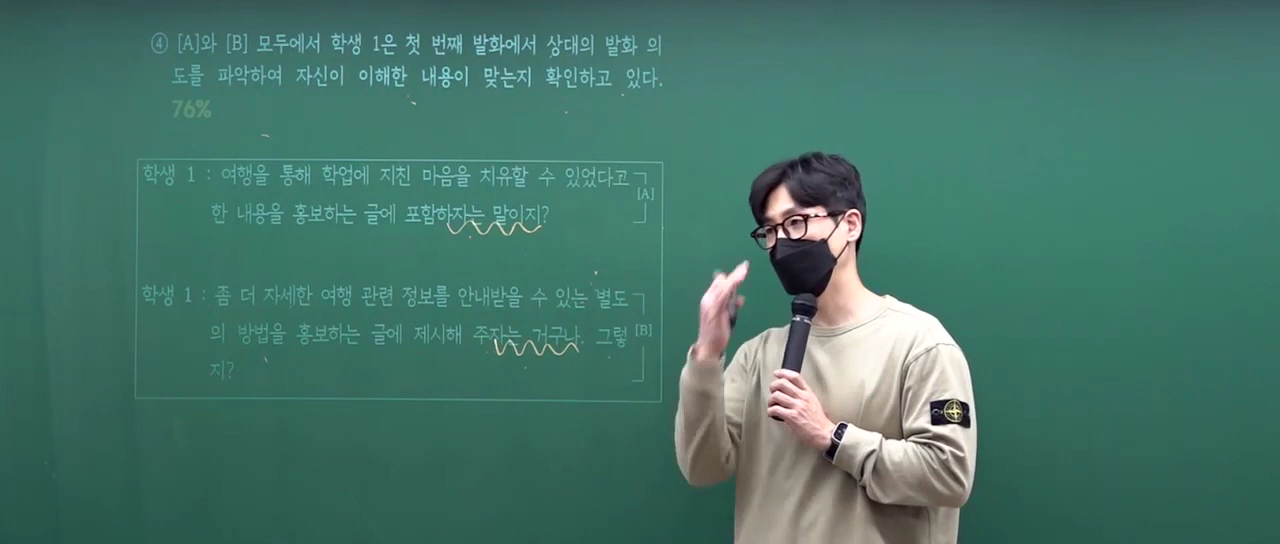 ④ [A]와 [B] 모두에서 학생 1은 첫 번째 발화에서 상대의 발화 의
도를 파악하여 자신이 이해한 내용이 맞는지 확인하고 있다.
76%
학생 1 : 여행을 통해 학업에 지친 마음을 치유할 수 있었다고
한 내용을 홍보하는 글에 포함하자는 말이지?
[A]
학생 1 : 좀 더 자세한 여행 관련 정보를 안내받을 수 있는 별도
의 방법을 홍보하는 글에 제시해 주자는 거구나. 그렇
지?
[B]